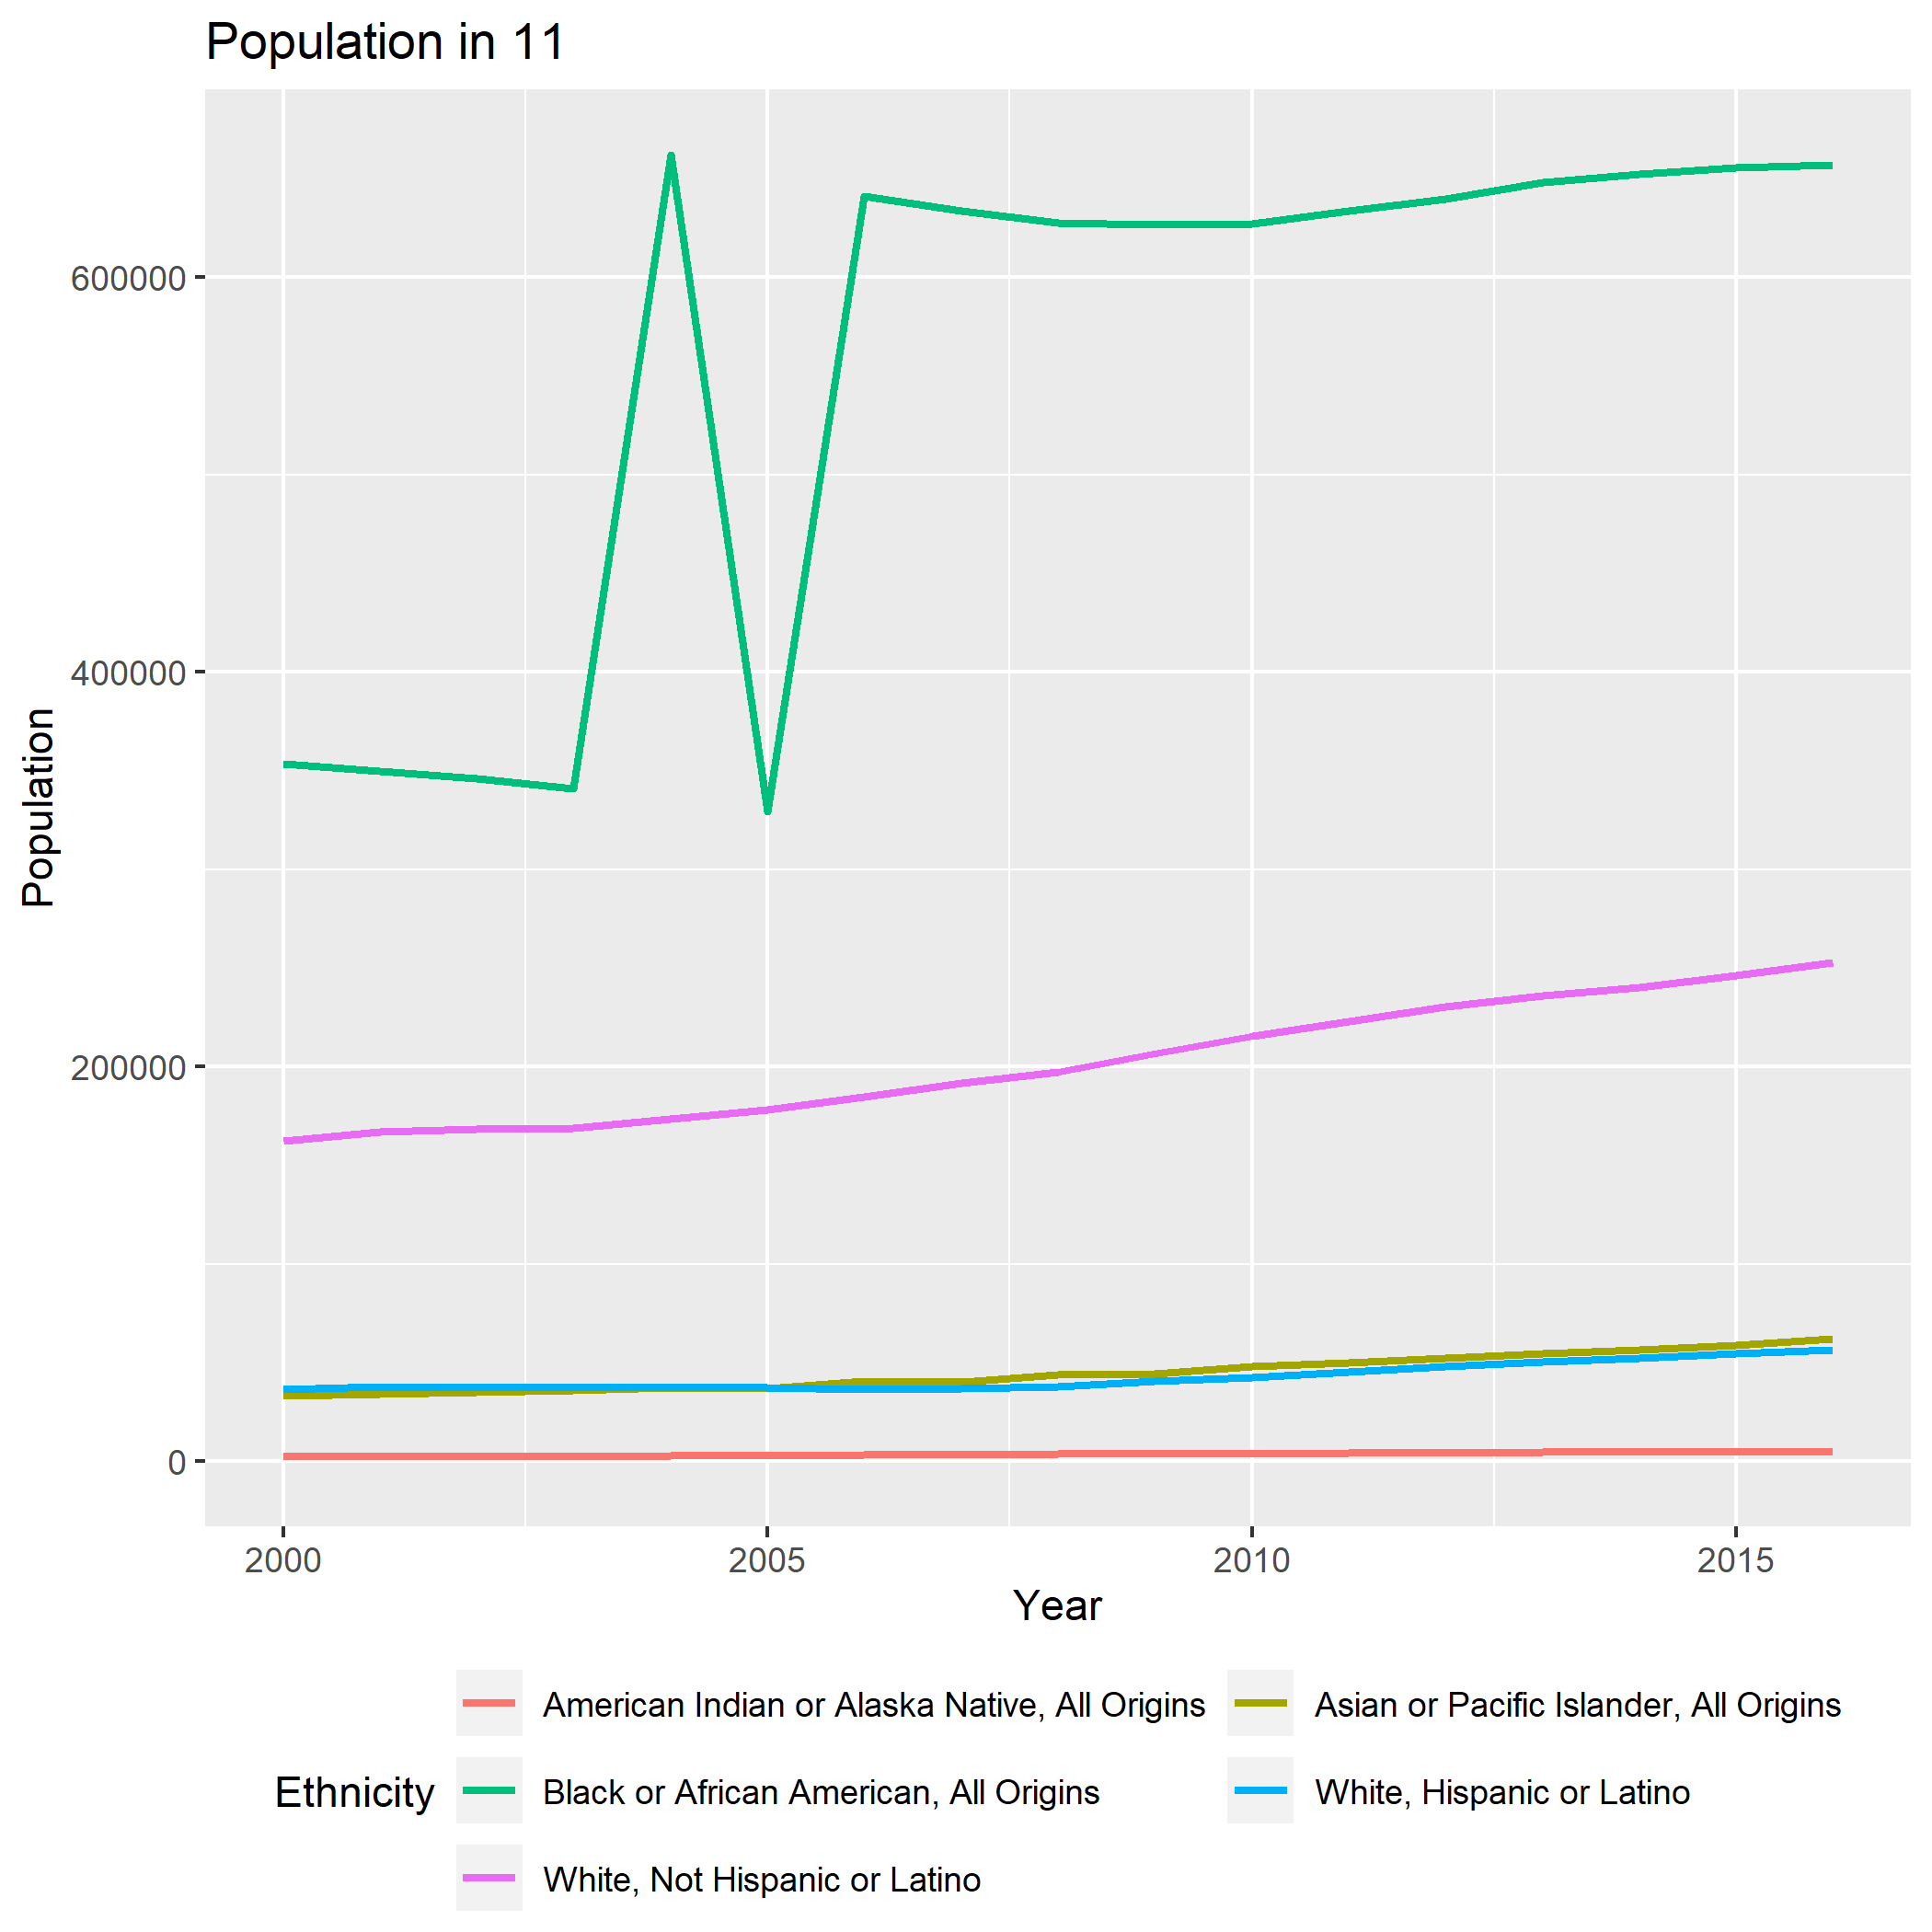 Population in 11
Population
600000
400000
200000
0
2000 2005 2010 2015
Year
Ethnicity
American Indian or Alaska Native, All Origins
Asian or Pacific Islander, All Origins
Black or African American, All Origins
White, Hispanic or Latino
White, Not Hispanic or Latino